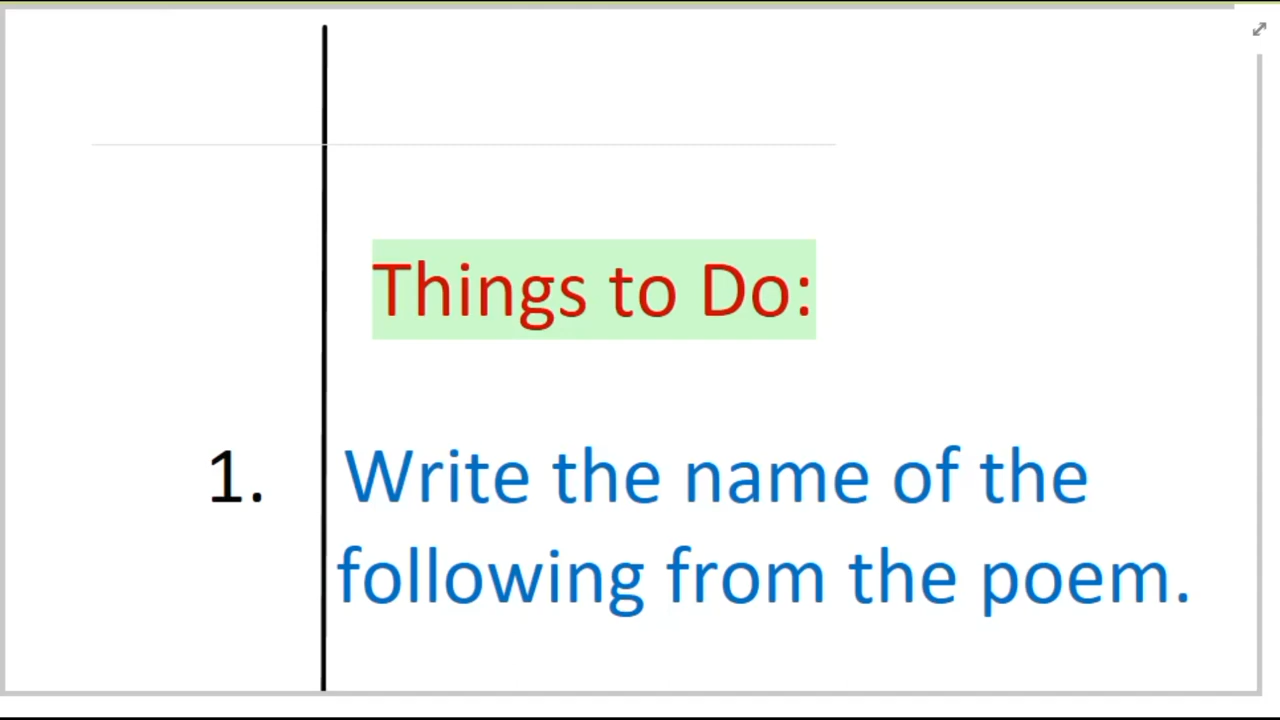 Things to Do:
1. Write the name of the
following from the poem.